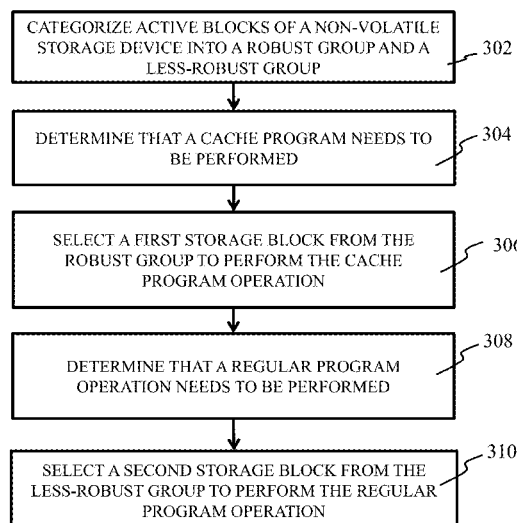 CATEGORIZE ACTIVE BLOCKS OF A NON-VOLATILE
STORAGE DEVICE INTO A ROBUST GROUP AND A
LESS-ROBUST GROUP
302
DETERMINE THAT A CACHE PROGRAM NEEDS TO
BE PERFORMED
304
SELECT A FIRST STORAGE BLOCK FROM THE
ROBUST GROUP TO PERFORM THE CACHE
PROGRAM OPERATION
306
DETERMINE THAT A REGULAR PROGRAM
OPERATION NEEDS TO BE PERFORMED
308
SELECT A SECOND STORAGE BLOCK FROM THE
LESS-ROBUST GROUP TO PERFORM THE REGULAR
PROGRAM OPERATION
310